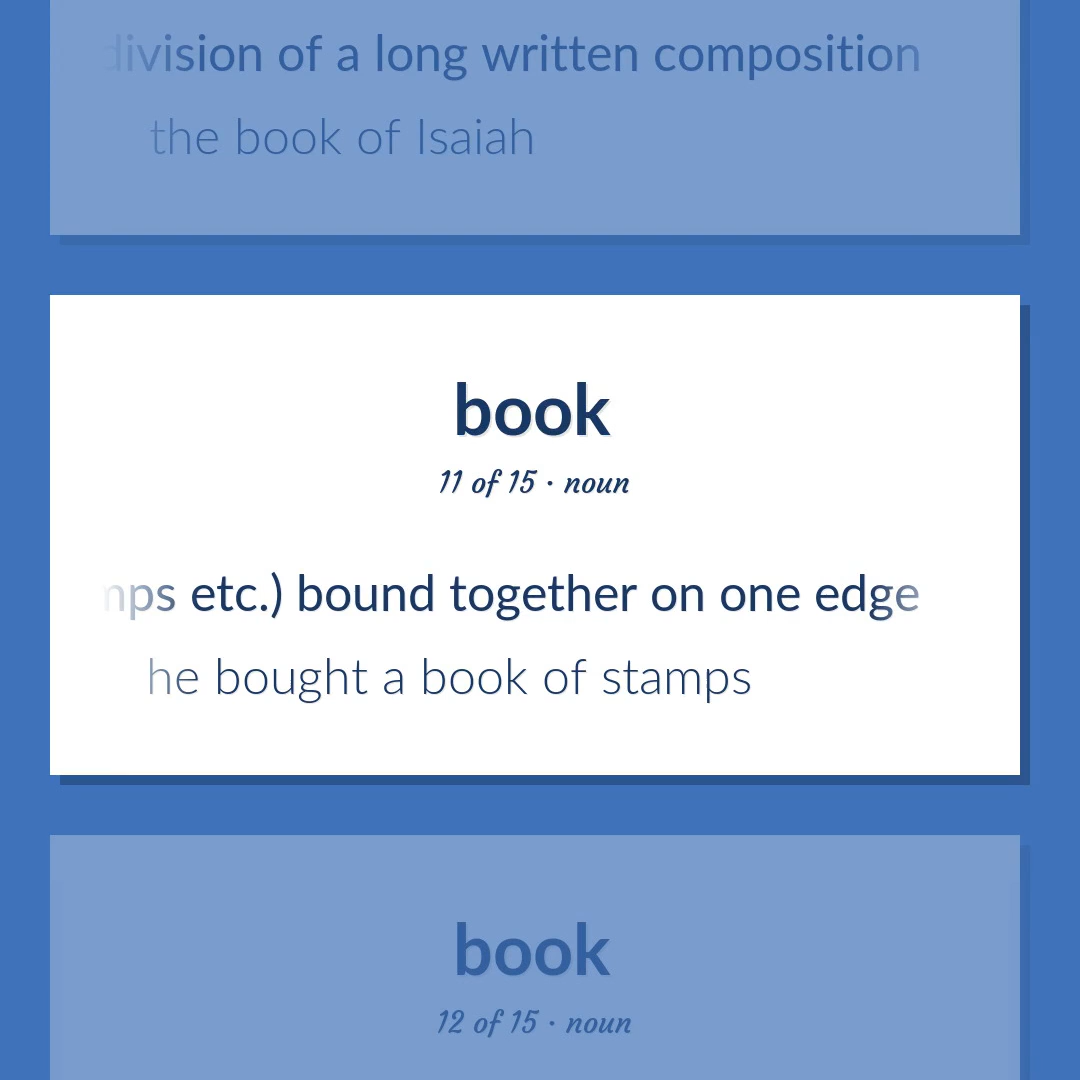 division of a long written composition
the book of Isaiah
book
11 of 15 · noun
mps etc.) bound together on one edge
he bought a book of stamps
book
12 of 15 · noun